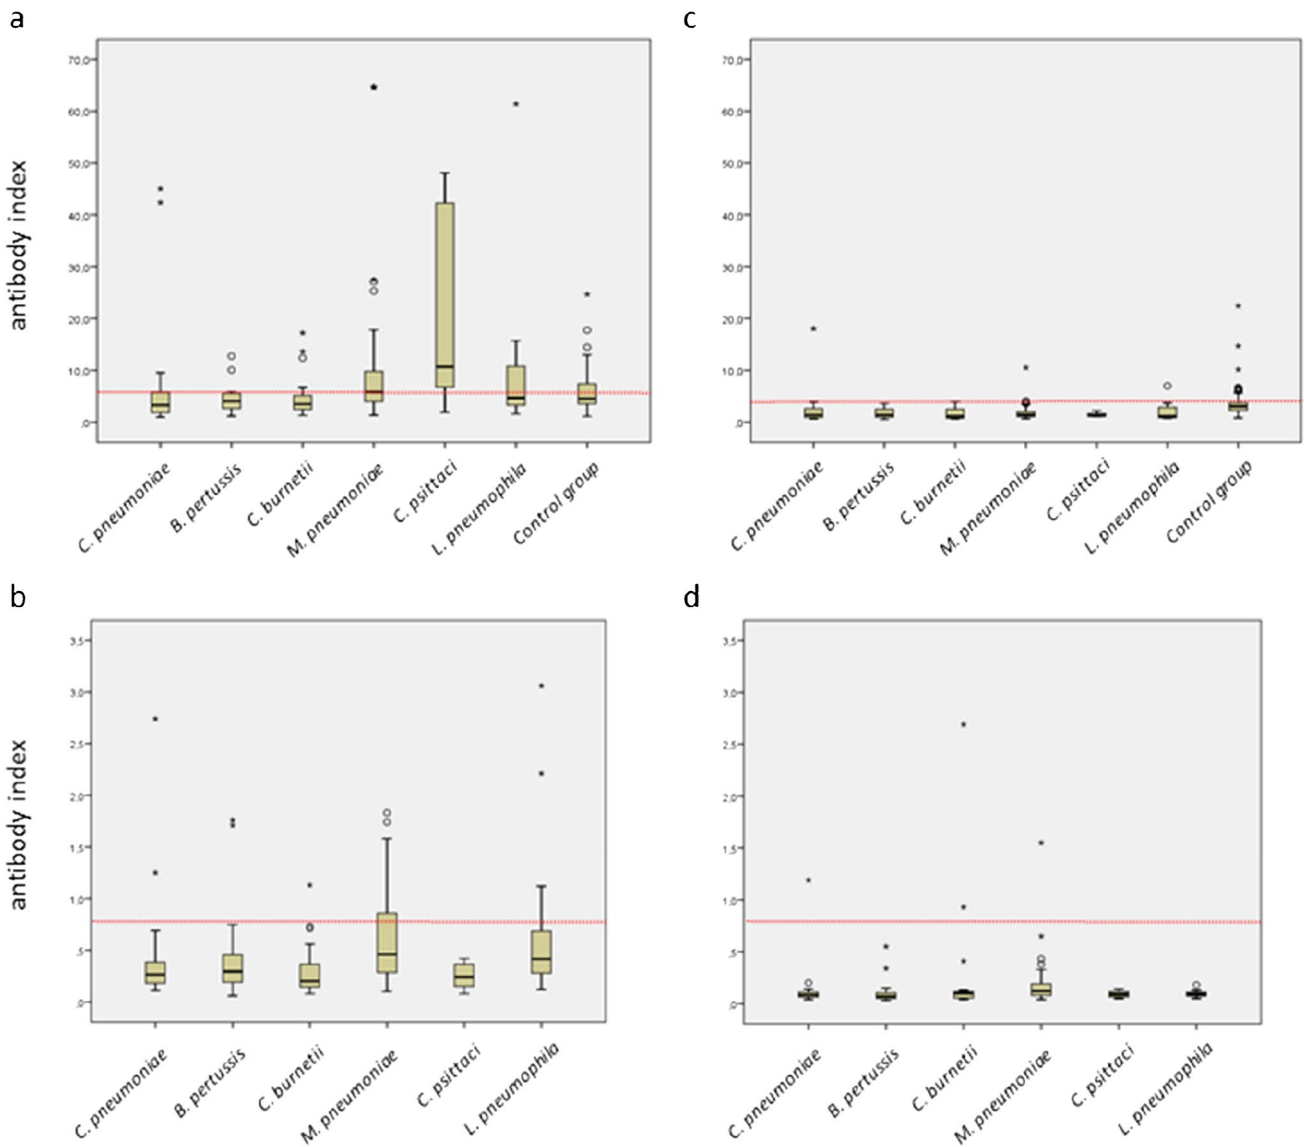 a
antibody index
70,0
60,0
50,0
40,0
30,0
20,0
10,0
,0
C. pneumoniae
B. pertussis
C. burnetii
M. pneumoniae
C. psittaci
L. pneumophila
Control group
c
70,0
60,0
50,0
40,0
30,0
20,0
10,0
,0
C. pneumoniae
B. pertussis
C. burnetii
M. pneumoniae
C. psittaci
L. pneumophila
Control group
b
antibody index
3,5
3,0
2,5
2,0
1,5
1,0
,5
,0
C. pneumoniae
B. pertussis
C. burnetii
M. pneumoniae
C. psittaci
L. pneumophila
d
3,5
3,0
2,5
2,0
1,5
1,0
,5
,0
C. pneumoniae
B. pertussis
C. burnetii
M. pneumoniae
C. psittaci
L. pneumophila